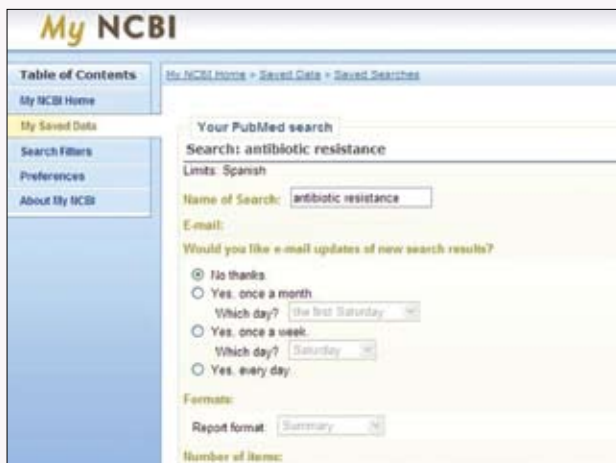 My NCBI
Table of Contents
My NCBI Home
My Saved Data
Search Filters
Preferences
About My NCBI
My NCBI Home > Saved Data > Saved Searches
Your PubMed search
Search: antibiotic resistance
Limits: Spanish
Name of Search: antibiotic resistance
E-mail:
Would you like e-mail updates of new search results?
No thanks.
Yes, once a month.
Which day? the first Saturday
Yes, once a week.
Which day? Saturday
Yes, every day
Formats:
Report format: Summary
Number of items: